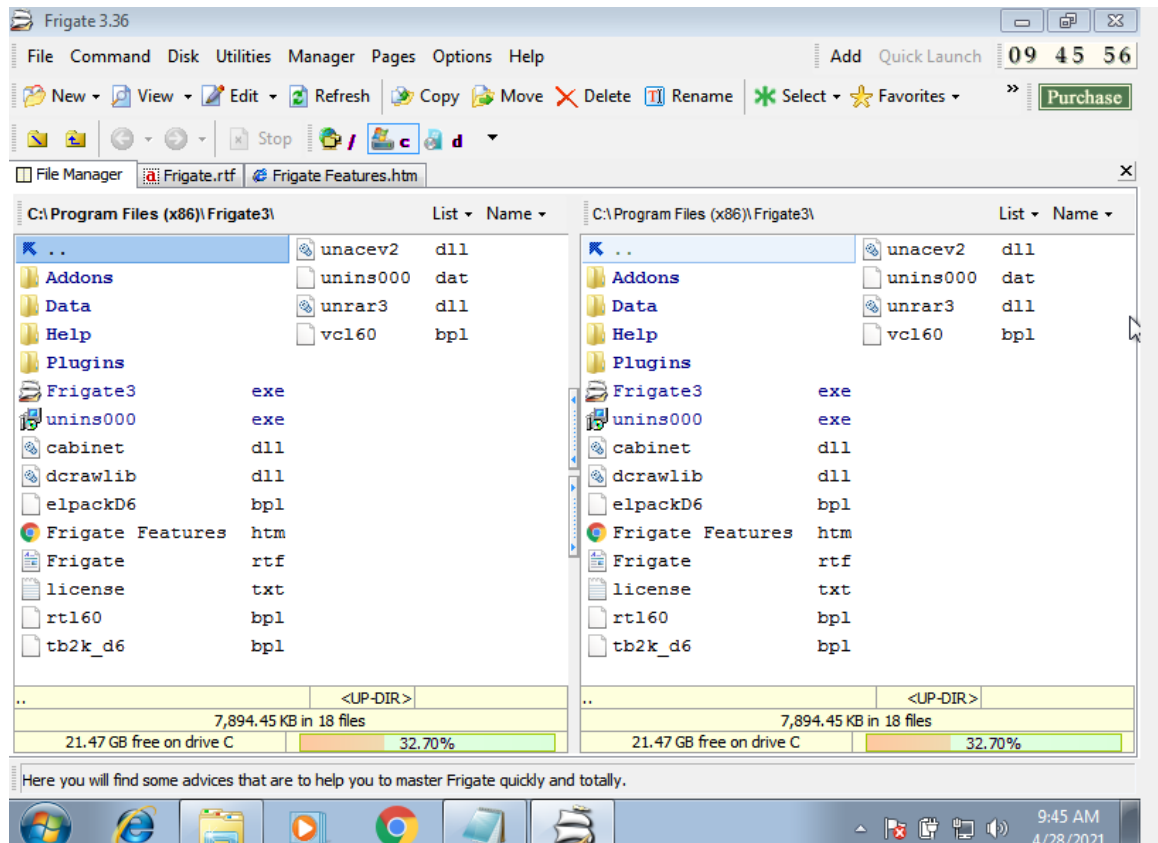 Frigate 3.36
File Command Disk Utilities Manager Pages Options Help Add Quick Launch 09 45 56
New View Edit Refresh Copy Move Delete Rename Select Favorites » Purchase
Stop / c d
File Manager a Frigate.rtf Frigate Features.htm
C:\Program Files (x86)\Frigate3\ List Name C:\Program Files (x86)\Frigate3\ List Name
.. unacev2 dll .. unacev2 dll
Addons unins000 dat Addons unins000 dat
Data unrar3 dll Data unrar3 dll
Help vcl60 bpl Help vcl60 bpl
Plugins Plugins
Frigate3 exe Frigate3 exe
unins000 exe unins000 exe
cabinet dll cabinet dll
dcrawlib dll dcrawlib dll
elpackD6 bpl elpackD6 bpl
Frigate Features htm Frigate Features htm
Frigate rtf Frigate rtf
license txt license txt
rtl60 bpl rtl60 bpl
tb2k_d6 bpl tb2k_d6 bpl
.. <UP-DIR> .. <UP-DIR>
7,894.45 KB in 18 files 7,894.45 KB in 18 files
21.47 GB free on drive C 32.70% 21.47 GB free on drive C 32.70%
Here you will find some advices that are to help you to master Frigate quickly and totally.
9:45 AM
4/28/2021